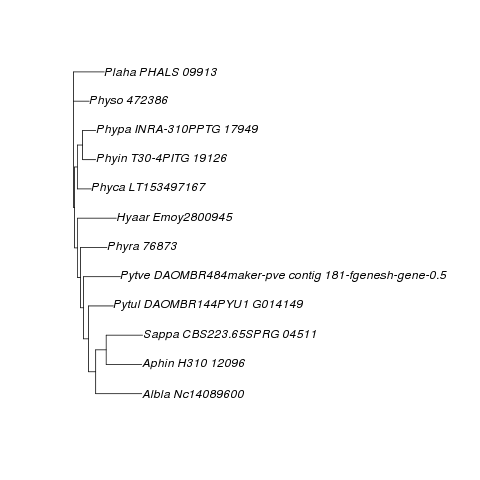 Plaha PHALS 09913
Physo 472386
Phypa INRA-310PPTG 17949
Phyin T30-4PITG 19126
Phyca LT153497167
Hyaar Emoy2800945
Phyra 76873
Pytve DAOMBR484maker-pve contig 181-fgenesh-gene-0.5
Pytul DAOMBR144PYU1 G014149
Sappa CBS223.65SPRG 04511
Aphin H310 12096
Albla Nc14089600